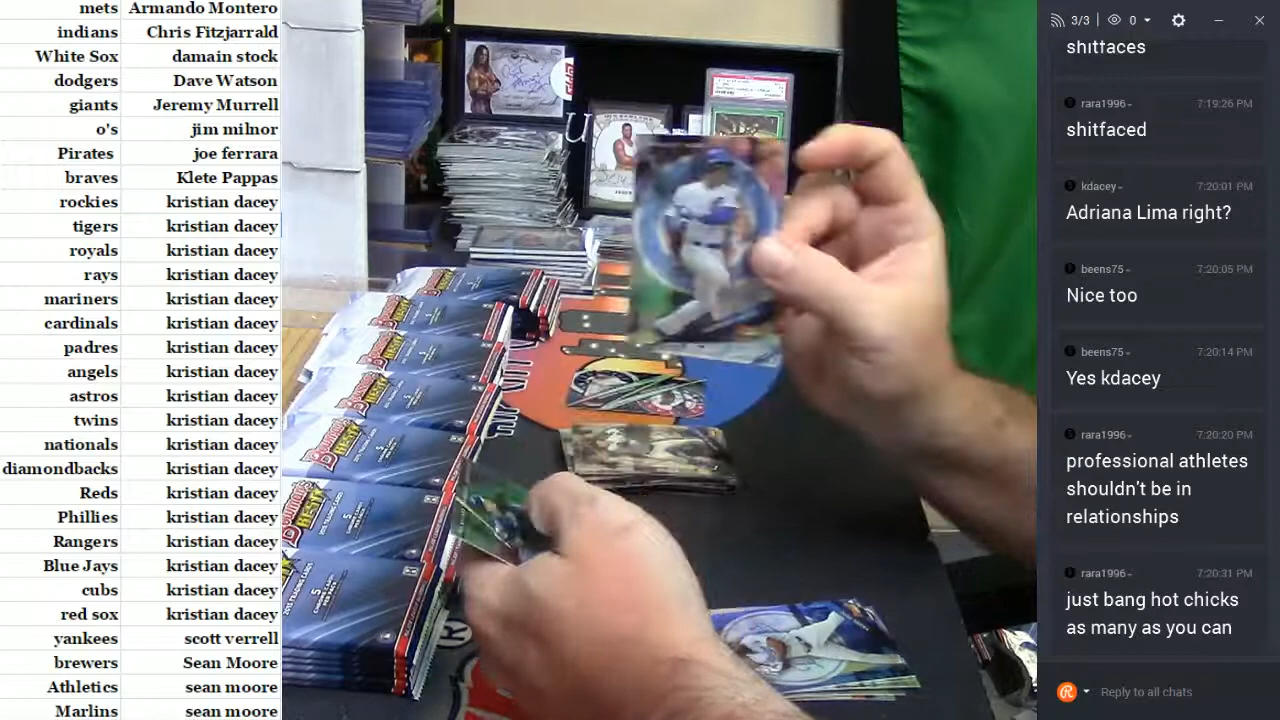 mets Armando Montero
indians Chris Fitzjarrald
White Sox damain stock
dodgers Dave Watson
giants Jeremy Murrell
o's jim milnor
Pirates joe ferrara
braves Klete Pappas
rockies kristian dacey
tigers kristian dacey
royals kristian dacey
rays kristian dacey
mariners kristian dacey
cardinals kristian dacey
padres kristian dacey
angels kristian dacey
astros kristian dacey
twins kristian dacey
nationals kristian dacey
diamondbacks kristian dacey
Reds kristian dacey
Phillies kristian dacey
Rangers kristian dacey
Blue Jays kristian dacey
cubs kristian dacey
red sox kristian dacey
yankees scott verrell
brewers Sean Moore
Athletics sean moore
Marlins sean moore
3/3 0
shitfaces
rara1996 7:19:26 PM
shitfaced
kdacey 7:20:01 PM
Adriana Lima right?
beens75 7:20:05 PM
Nice too
beens75 7:20:14 PM
Yes kdacey
rara1996 7:20:20 PM
professional athletes
shouldn't be in
relationships
rara1996 7:20:31 PM
just bang hot chicks
as many as you can
Reply to all chats
Bowman's
BEST
5